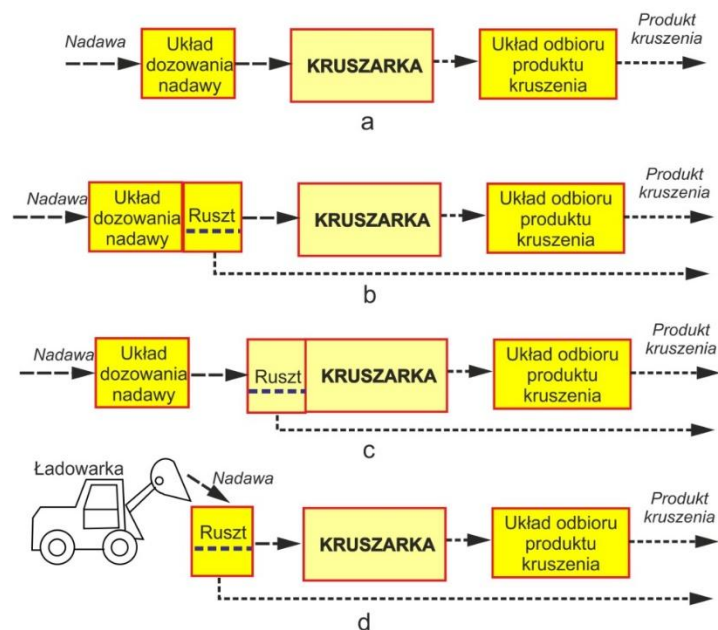 Produkt
kruszenia
Nadawa
Układ
dozowania
nadawy
KRUSZARKA
Układ odbioru
produktu
kruszenia
a
Produkt
kruszenia
Nadawa
Układ
dozowania
nadawy
Ruszt
KRUSZARKA
Układ odbioru
produktu
kruszenia
b
Produkt
kruszenia
Nadawa
Układ
dozowania
nadawy
Ruszt
KRUSZARKA
Układ odbioru
produktu
kruszenia
c
Ładowarka
Nadawa
Produkt
kruszenia
Ruszt
KRUSZARKA
Układ odbioru
produktu
kruszenia
d